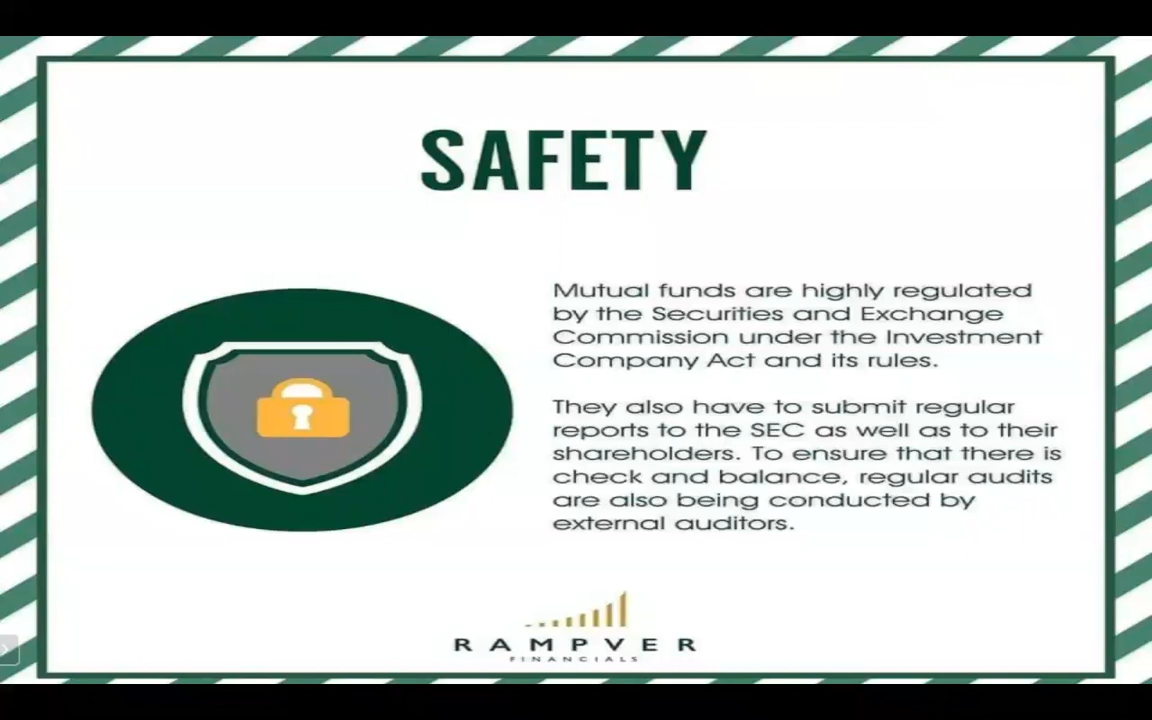 SAFETY
Mutual funds are highly regulated
by the Securities and Exchange
Commission under the Investment
Company Act and its rules.
They also have to submit regular
reports to the SEC as well as to their
shareholders. To ensure that there is
check and balance, regular audits
are also being conducted by
external auditors.
RAMPVER
FINANCIALS